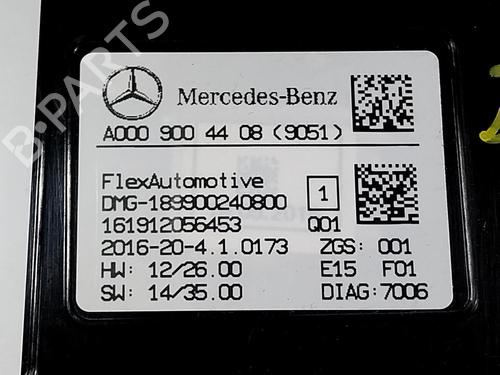 B-PARTS
Mercedes-Benz
A000 900 44 08 (9051)
FlexAutomotive
DMG-189900240800 1
161912056453 Q01
2016-20-4.1.0173 ZGS: 001
HW: 12/26.00 E15 F01
SW: 14/35.00 DIAG:7006